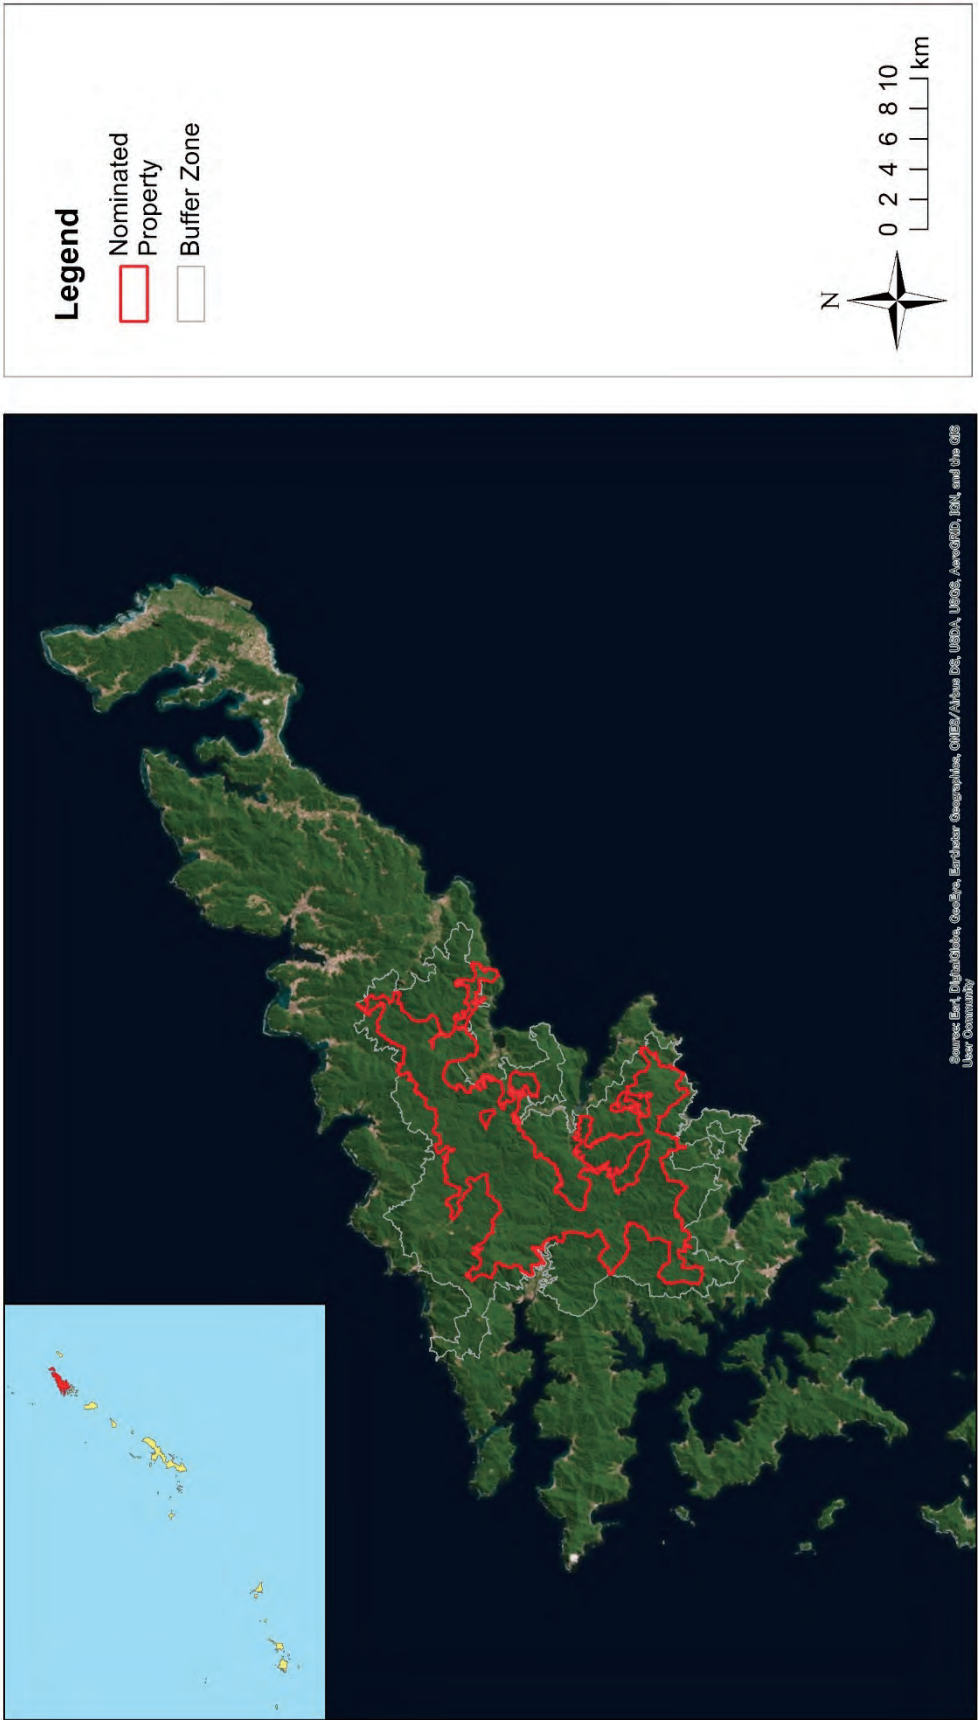 Legend
Nominated
Property
Buffer Zone
N
0 2 4 6 8 10
km
Source: Esri, DigitalGlobe, GeoEye, Earthstar Geographics, CNES/Airbus DS, USDA, USGS, AeroGRID, IGN, and the GIS
User Community